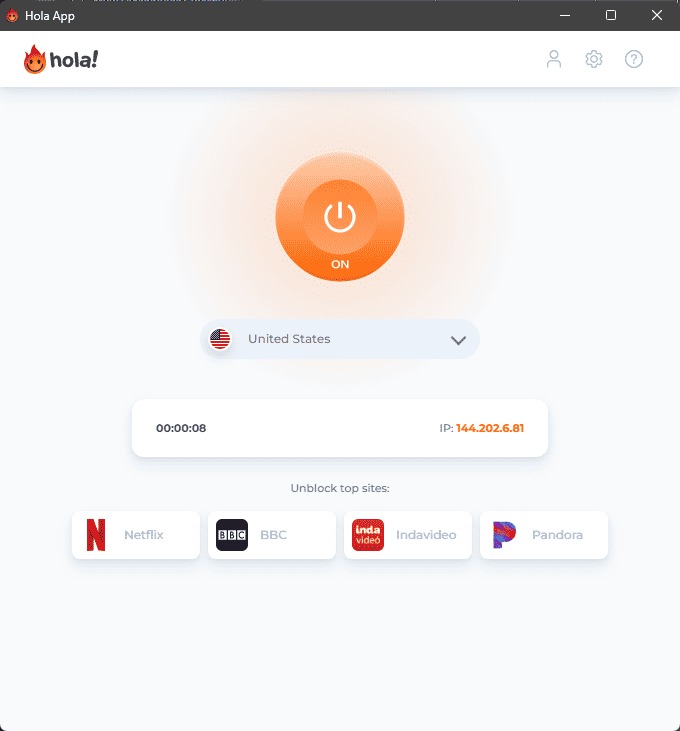 Hola App
hola!
ON
United States
00:00:08 IP: 144.202.6.81
Unblock top sites:
N Netflix BBC BBC inda videó Indavideo P Pandora